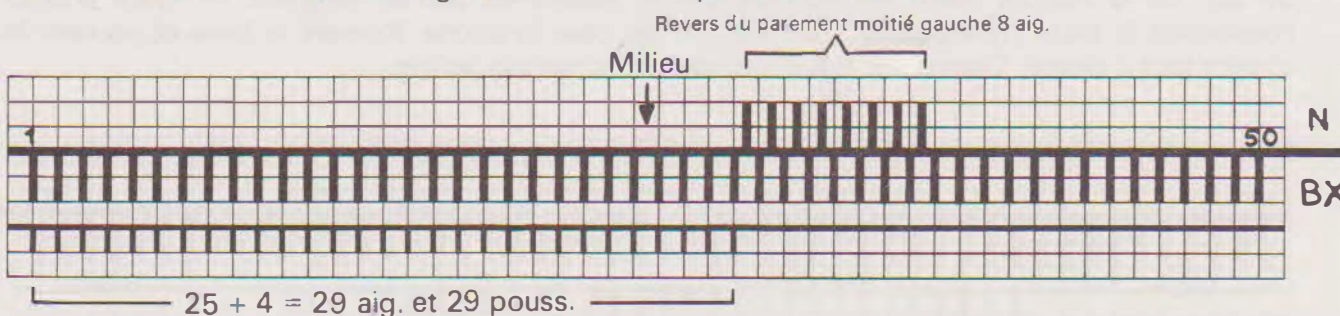 Revers du parement moitié gauche 8 aig.
Milieu
1
50
N
BX
25 + 4 = 29 aig. et 29 pouss.